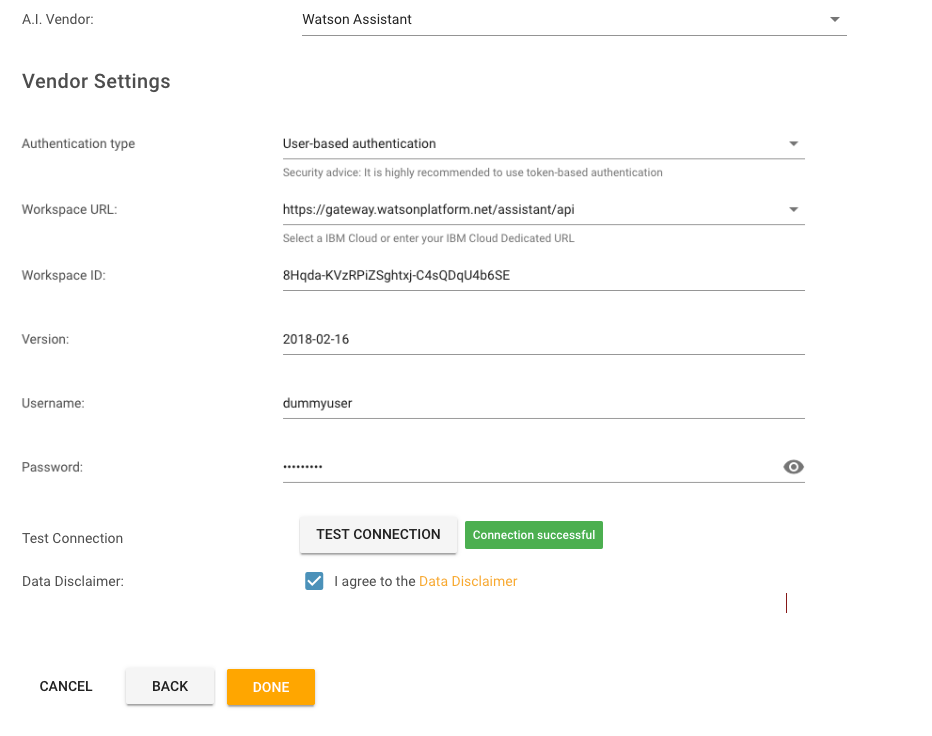 A.I. Vendor: Watson Assistant
Vendor Settings
Authentication type User-based authentication
Security advice: It is highly recommended to use token-based authentication
Workspace URL: https://gateway.watsonplatform.net/assistant/api
Select a IBM Cloud or enter your IBM Cloud Dedicated URL
Workspace ID: 8Hqda-KVzRPiZSghtxj-C4sQDqU4b6SE
Version: 2018-02-16
Username: dummyuser
Password: •••••••••
Test Connection TEST CONNECTION Connection successful
Data Disclaimer: I agree to the Data Disclaimer
CANCEL BACK DONE